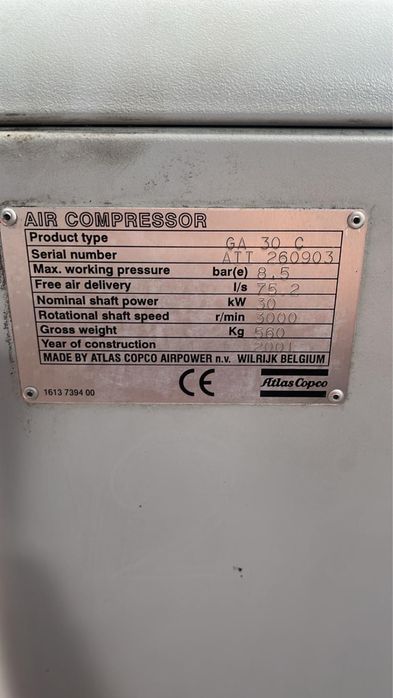 AIR COMPRESSOR
Product type GA 30 C
Serial number ATT 260903
Max. working pressure bar(e) 8,5
Free air delivery l/s 75,2
Nominal shaft power kW 30
Rotational shaft speed r/min 3000
Gross weight Kg 560
Year of construction 2001
MADE BY ATLAS COPCO AIRPOWER n.v. WILRIJK BELGIUM
1613 7394 00 CE Atlas Copco